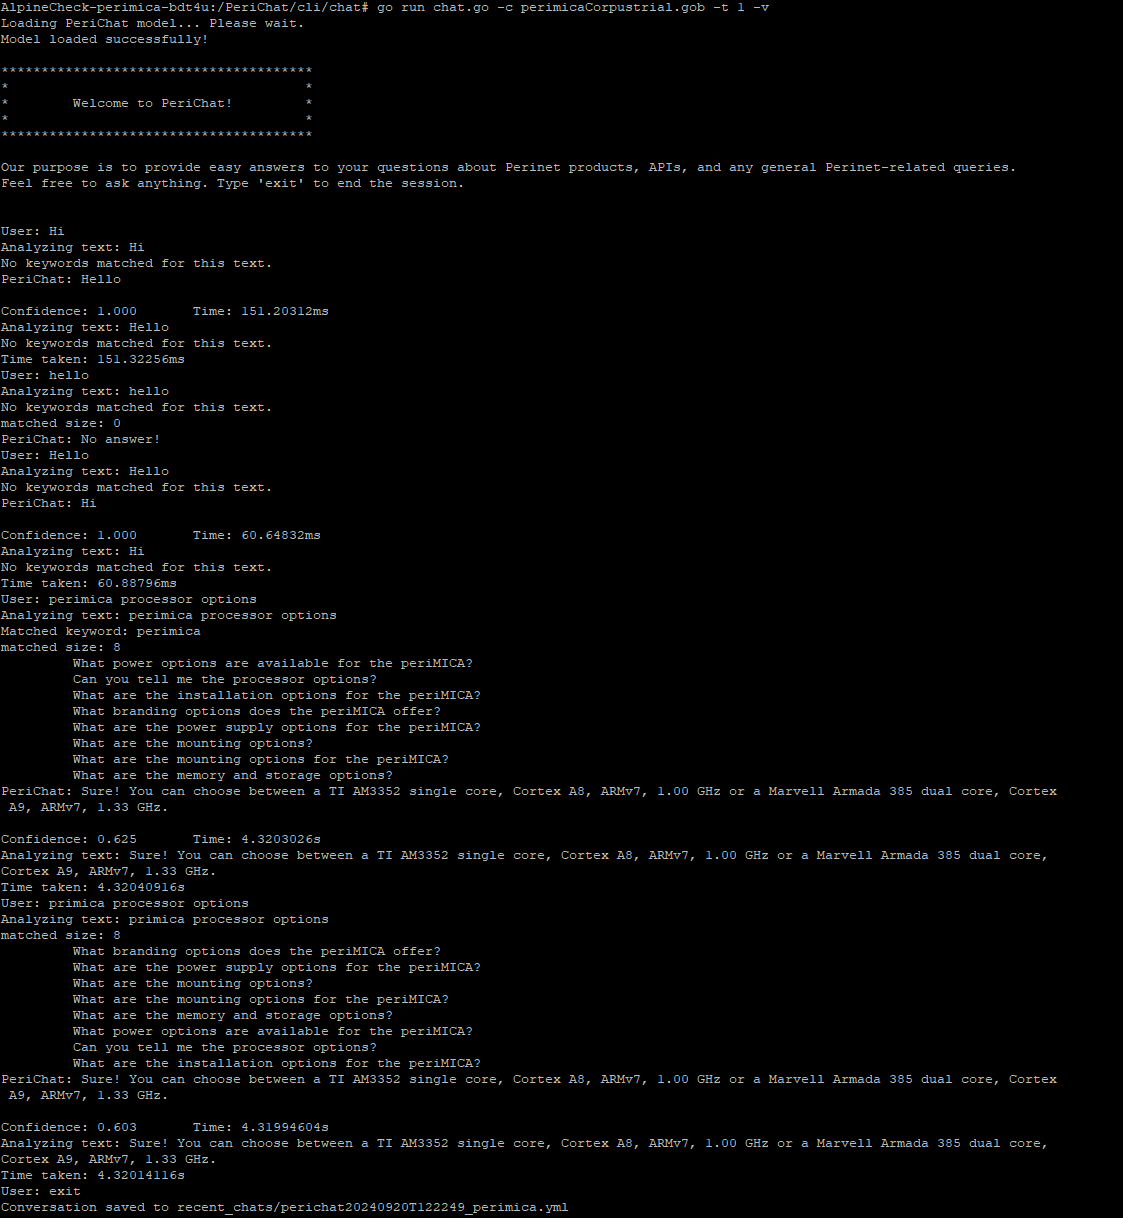 AlpineCheck-perimica-bdt4u:/PeriChat/cli/chat# go run chat.go -c perimicaCorpustrial.gob -t 1 -v
Loading PeriChat model... Please wait.
Model loaded successfully!
***************************************
*                                     *
*        Welcome to PeriChat!         *
*                                     *
***************************************
Our purpose is to provide easy answers to your questions about Perinet products, APIs, and any general Perinet-related queries.
Feel free to ask anything. Type 'exit' to end the session.
User: Hi
Analyzing text: Hi
No keywords matched for this text.
PeriChat: Hello
Confidence: 1.000       Time: 151.20312ms
Analyzing text: Hello
No keywords matched for this text.
Time taken: 151.32256ms
User: hello
Analyzing text: hello
No keywords matched for this text.
matched size: 0
PeriChat: No answer!
User: Hello
Analyzing text: Hello
No keywords matched for this text.
PeriChat: Hi
Confidence: 1.000       Time: 60.64832ms
Analyzing text: Hi
No keywords matched for this text.
Time taken: 60.88796ms
User: perimica processor options
Analyzing text: perimica processor options
Matched keyword: perimica
matched size: 8
What power options are available for the periMICA?
Can you tell me the processor options?
What are the installation options for the periMICA?
What branding options does the periMICA offer?
What are the power supply options for the periMICA?
What are the mounting options?
What are the mounting options for the periMICA?
What are the memory and storage options?
PeriChat: Sure! You can choose between a TI AM3352 single core, Cortex A8, ARMv7, 1.00 GHz or a Marvell Armada 385 dual core, Cortex
A9, ARMv7, 1.33 GHz.
Confidence: 0.625       Time: 4.3203026s
Analyzing text: Sure! You can choose between a TI AM3352 single core, Cortex A8, ARMv7, 1.00 GHz or a Marvell Armada 385 dual core,
Cortex A9, ARMv7, 1.33 GHz.
Time taken: 4.32040916s
User: primica processor options
Analyzing text: primica processor options
matched size: 8
What branding options does the periMICA offer?
What are the power supply options for the periMICA?
What are the mounting options?
What are the mounting options for the periMICA?
What are the memory and storage options?
What power options are available for the periMICA?
Can you tell me the processor options?
What are the installation options for the periMICA?
PeriChat: Sure! You can choose between a TI AM3352 single core, Cortex A8, ARMv7, 1.00 GHz or a Marvell Armada 385 dual core, Cortex
A9, ARMv7, 1.33 GHz.
Confidence: 0.603       Time: 4.31994604s
Analyzing text: Sure! You can choose between a TI AM3352 single core, Cortex A8, ARMv7, 1.00 GHz or a Marvell Armada 385 dual core,
Cortex A9, ARMv7, 1.33 GHz.
Time taken: 4.32014116s
User: exit
Conversation saved to recent_chats/perichat20240920T122249_perimica.yml